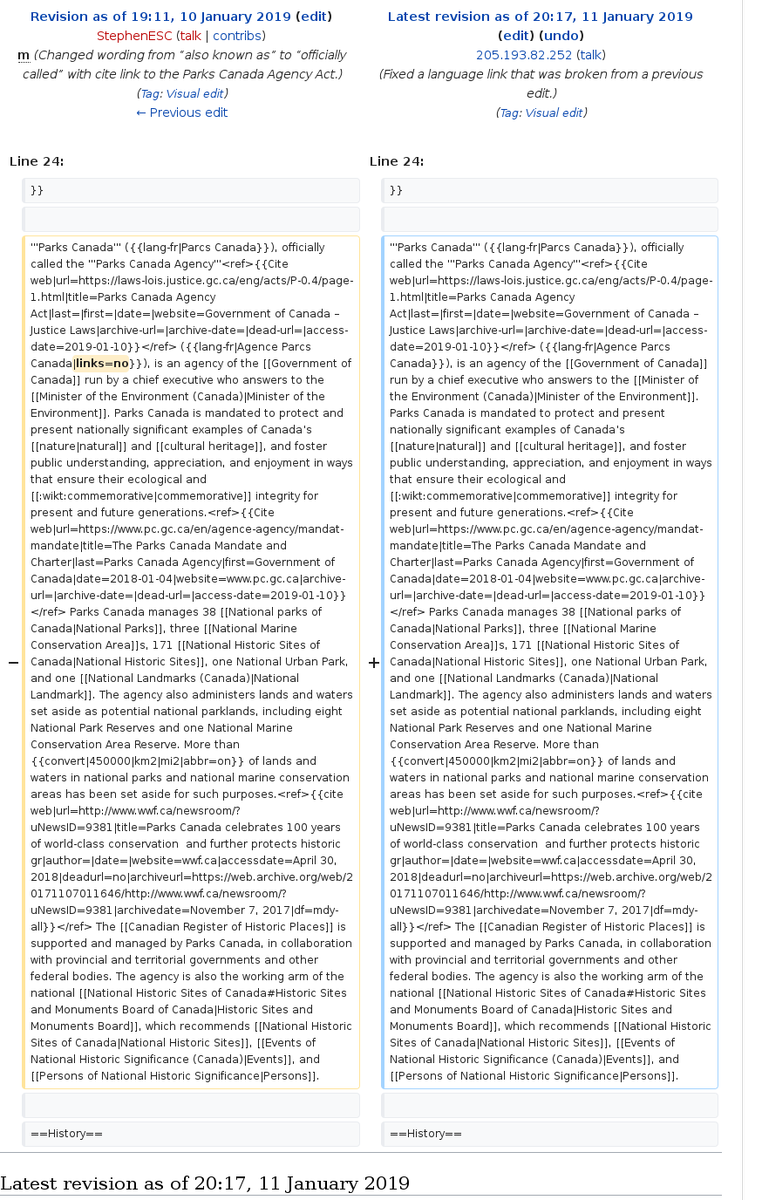 Revision as of 19:11, 10 January 2019 (edit)
StephenESC (talk | contribs)
m (Changed wording from “also known as” to “officially
called” with cite link to the Parks Canada Agency Act.)
(Tag: Visual edit)
← Previous edit
Latest revision as of 20:17, 11 January 2019
(edit) (undo)
205.193.82.252 (talk)
(Fixed a language link that was broken from a previous
edit.)
(Tag: Visual edit)
Line 24:
}}
−
'''Parks Canada''' ({{lang-fr|Parcs Canada}}), officially
called the '''Parks Canada Agency'''<ref>{{Cite
web|url=https://laws-lois.justice.gc.ca/eng/acts/P-0.4/page-
1.html|title=Parks Canada Agency
Act|last=|first=|date=|website=Government of Canada –
Justice Laws|archive-url=|archive-date=|dead-url=|access-
date=2019-01-10}}</ref> ({{lang-fr|Agence Parcs
Canada|links=no}}), is an agency of the [[Government of
Canada]] run by a chief executive who answers to the
[[Minister of the Environment (Canada)|Minister of the
Environment]]. Parks Canada is mandated to protect and
present nationally significant examples of Canada's
[[nature|natural]] and [[cultural heritage]], and foster
public understanding, appreciation, and enjoyment in ways
that ensure their ecological and
[[:wikt:commemorative|commemorative]] integrity for
present and future generations.<ref>{{Cite
web|url=https://www.pc.gc.ca/en/agence-agency/mandat-
mandate|title=The Parks Canada Mandate and
Charter|last=Parks Canada Agency|first=Government of
Canada|date=2018-01-04|website=www.pc.gc.ca|archive-
url=|archive-date=|dead-url=|access-date=2019-01-10}}
</ref> Parks Canada manages 38 [[National parks of
Canada|National Parks]], three [[National Marine
Conservation Area]]s, 171 [[National Historic Sites of
Canada|National Historic Sites]], one National Urban Park,
and one [[National Landmarks (Canada)|National
Landmark]]. The agency also administers lands and waters
set aside as potential national parklands, including eight
National Park Reserves and one National Marine
Conservation Area Reserve. More than
{{convert|450000|km2|mi2|abbr=on}} of lands and
waters in national parks and national marine conservation
areas has been set aside for such purposes.<ref>{{cite
web|url=http://www.wwf.ca/newsroom/?
uNewsID=9381|title=Parks Canada celebrates 100 years
of world-class conservation  and further protects historic
gr|author=|date=|website=wwf.ca|accessdate=April 30,
2018|deadurl=no|archiveurl=https://web.archive.org/web/2
0171107011646/http://www.wwf.ca/newsroom/?
uNewsID=9381|archivedate=November 7, 2017|df=mdy-
all}}</ref> The [[Canadian Register of Historic Places]] is
supported and managed by Parks Canada, in collaboration
with provincial and territorial governments and other
federal bodies. The agency is also the working arm of the
national [[National Historic Sites of Canada#Historic Sites
and Monuments Board of Canada|Historic Sites and
Monuments Board]], which recommends [[National Historic
Sites of Canada|National Historic Sites]], [[Events of
National Historic Significance (Canada)|Events]], and
[[Persons of National Historic Significance|Persons]].
==History==
Line 24:
}}
+
'''Parks Canada''' ({{lang-fr|Parcs Canada}}), officially
called the '''Parks Canada Agency'''<ref>{{Cite
web|url=https://laws-lois.justice.gc.ca/eng/acts/P-0.4/page-
1.html|title=Parks Canada Agency
Act|last=|first=|date=|website=Government of Canada –
Justice Laws|archive-url=|archive-date=|dead-url=|access-
date=2019-01-10}}</ref> ({{lang-fr|Agence Parcs
Canada}}), is an agency of the [[Government of Canada]]
run by a chief executive who answers to the [[Minister of
the Environment (Canada)|Minister of the Environment]].
Parks Canada is mandated to protect and present
nationally significant examples of Canada's
[[nature|natural]] and [[cultural heritage]], and foster
public understanding, appreciation, and enjoyment in ways
that ensure their ecological and
[[:wikt:commemorative|commemorative]] integrity for
present and future generations.<ref>{{Cite
web|url=https://www.pc.gc.ca/en/agence-agency/mandat-
mandate|title=The Parks Canada Mandate and
Charter|last=Parks Canada Agency|first=Government of
Canada|date=2018-01-04|website=www.pc.gc.ca|archive-
url=|archive-date=|dead-url=|access-date=2019-01-10}}
</ref> Parks Canada manages 38 [[National parks of
Canada|National Parks]], three [[National Marine
Conservation Area]]s, 171 [[National Historic Sites of
Canada|National Historic Sites]], one National Urban Park,
and one [[National Landmarks (Canada)|National
Landmark]]. The agency also administers lands and waters
set aside as potential national parklands, including eight
National Park Reserves and one National Marine
Conservation Area Reserve. More than
{{convert|450000|km2|mi2|abbr=on}} of lands and
waters in national parks and national marine conservation
areas has been set aside for such purposes.<ref>{{cite
web|url=http://www.wwf.ca/newsroom/?
uNewsID=9381|title=Parks Canada celebrates 100 years
of world-class conservation  and further protects historic
gr|author=|date=|website=wwf.ca|accessdate=April 30,
2018|deadurl=no|archiveurl=https://web.archive.org/web/2
0171107011646/http://www.wwf.ca/newsroom/?
uNewsID=9381|archivedate=November 7, 2017|df=mdy-
all}}</ref> The [[Canadian Register of Historic Places]] is
supported and managed by Parks Canada, in collaboration
with provincial and territorial governments and other
federal bodies. The agency is also the working arm of the
national [[National Historic Sites of Canada#Historic Sites
and Monuments Board of Canada|Historic Sites and
Monuments Board]], which recommends [[National Historic
Sites of Canada|National Historic Sites]], [[Events of
National Historic Significance (Canada)|Events]], and
[[Persons of National Historic Significance|Persons]].
==History==
Latest revision as of 20:17, 11 January 2019